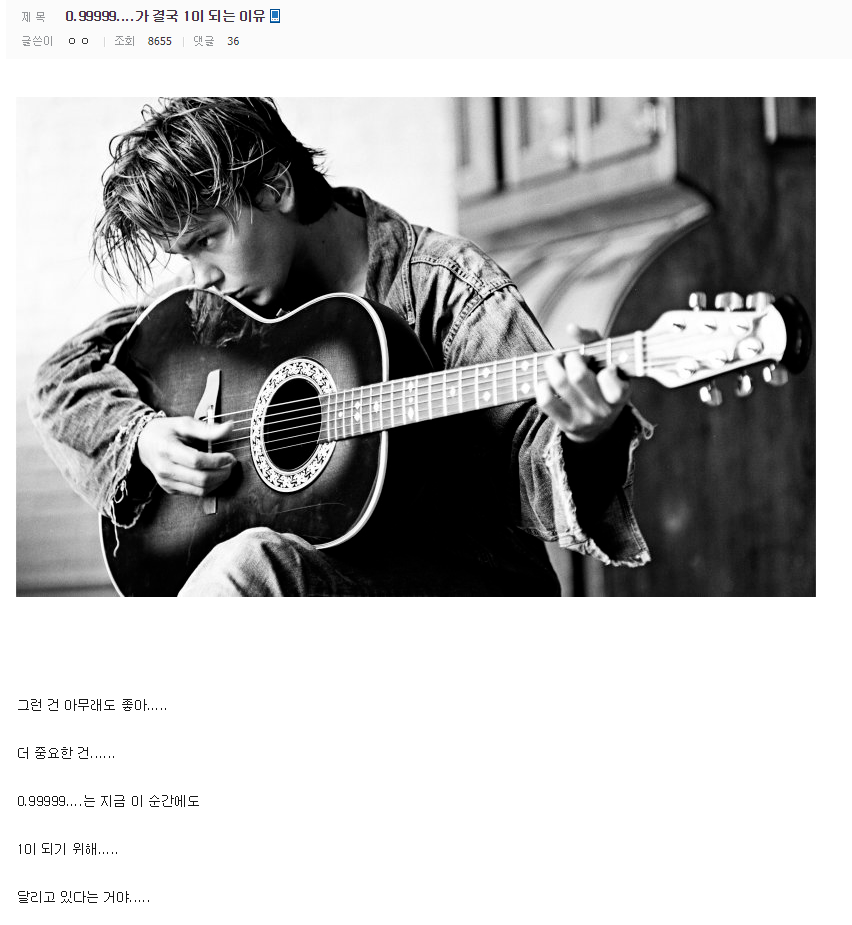 제 목 0.99999....가 결국 1이 되는 이유
글쓴이 ㅇㅇ 조회 8655 댓글 36
그런 건 아무래도 좋아.....
더 중요한 건......
0.99999....는 지금 이 순간에도
1이 되기 위해.....
달리고 있다는 거야.....